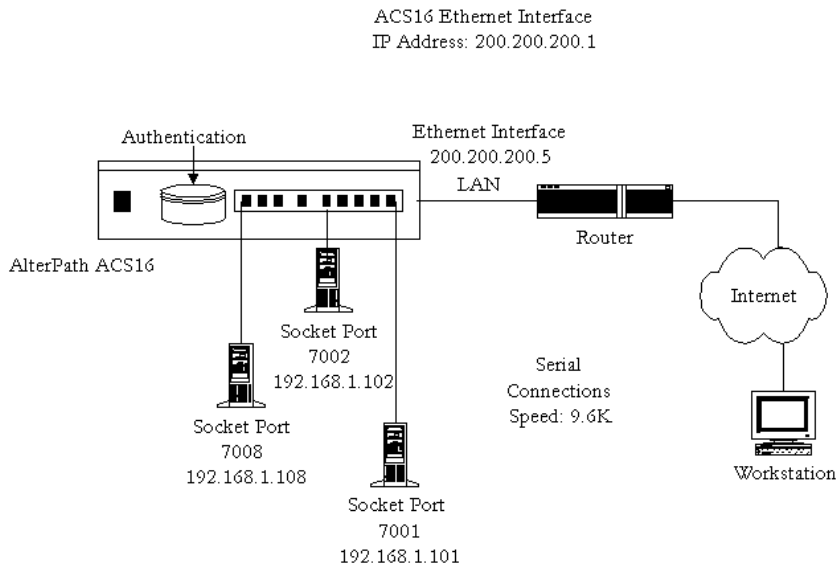 ACS16 Ethernet Interface
IP Address: 200.200.200.1
Authentication
Ethernet Interface
200.200.200.5
LAN
Router
AlterPath ACS16
Internet
Socket Port
7002
192.168.1.102
Serial
Connections
Speed: 9.6K
Socket Port
7008
192.168.1.108
Workstation
Socket Port
7001
192.168.1.101